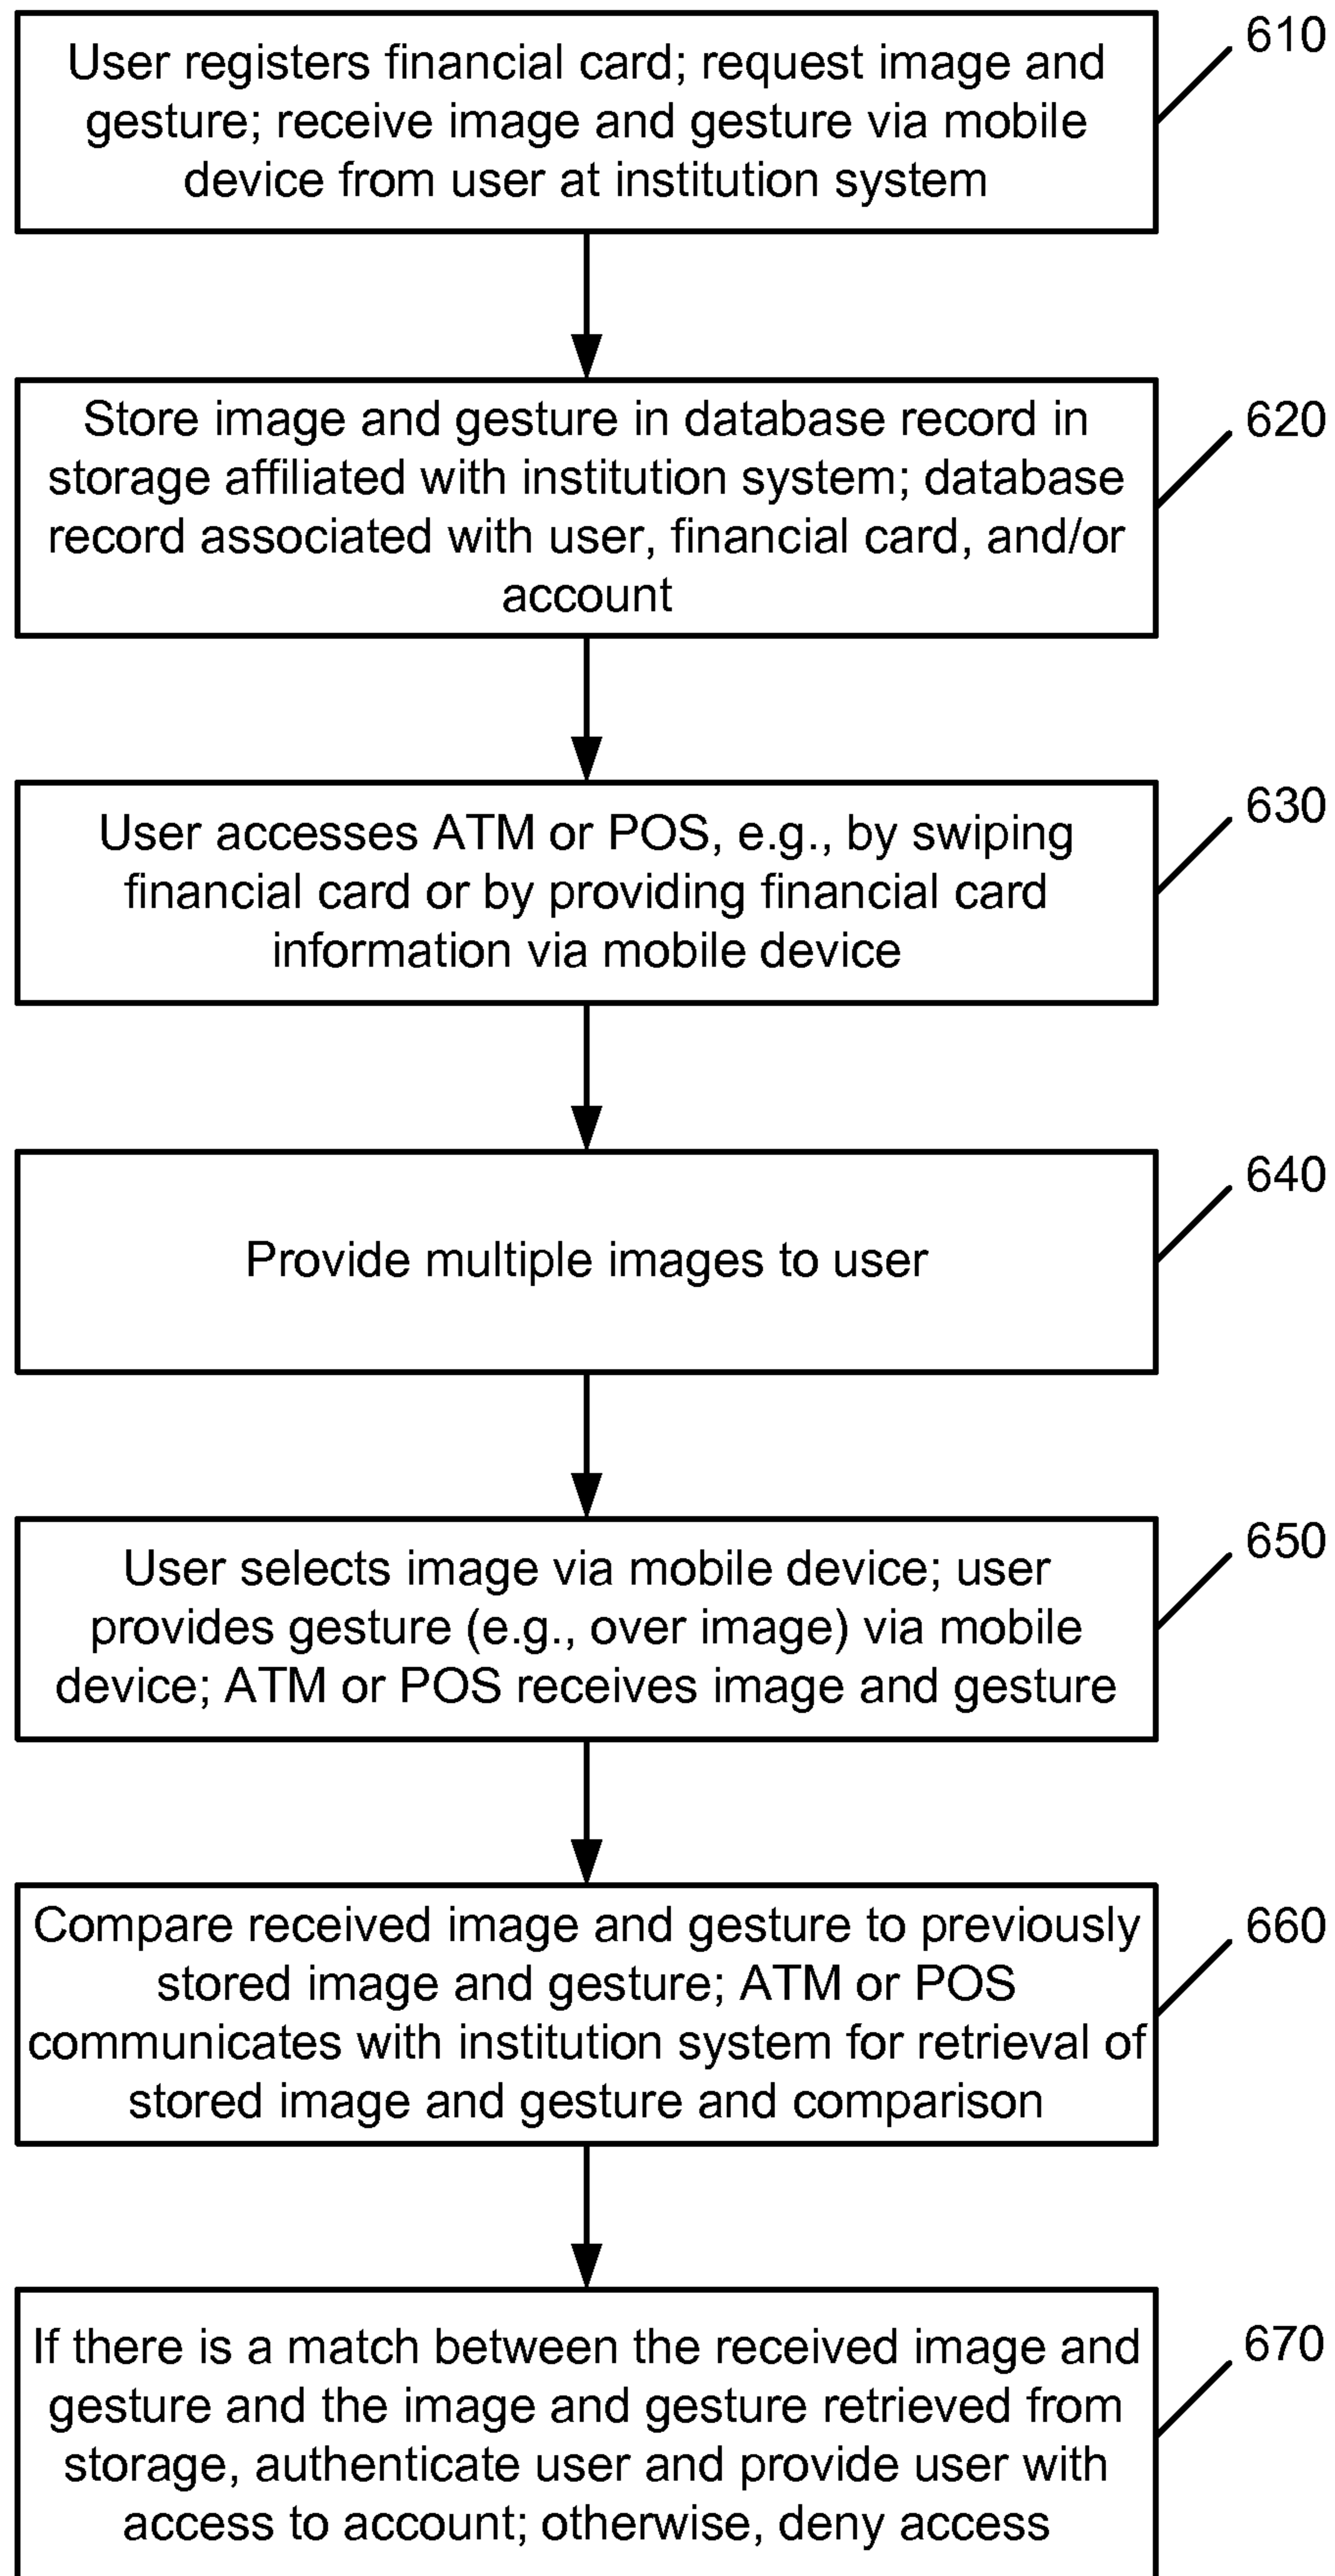 610
User registers financial card; request image and
gesture; receive image and gesture via mobile
device from user at institution system
620
Store image and gesture in database record in
storage affiliated with institution system; database
record associated with user, financial card, and/or
account
630
User accesses ATM or POS, e.g., by swiping
financial card or by providing financial card
information via mobile device
640
Provide multiple images to user
650
User selects image via mobile device; user
provides gesture (e.g., over image) via mobile
device; ATM or POS receives image and gesture
660
Compare received image and gesture to previously
stored image and gesture; ATM or POS
communicates with institution system for retrieval of
stored image and gesture and comparison
670
If there is a match between the received image and
gesture and the image and gesture retrieved from
storage, authenticate user and provide user with
access to account; otherwise, deny access